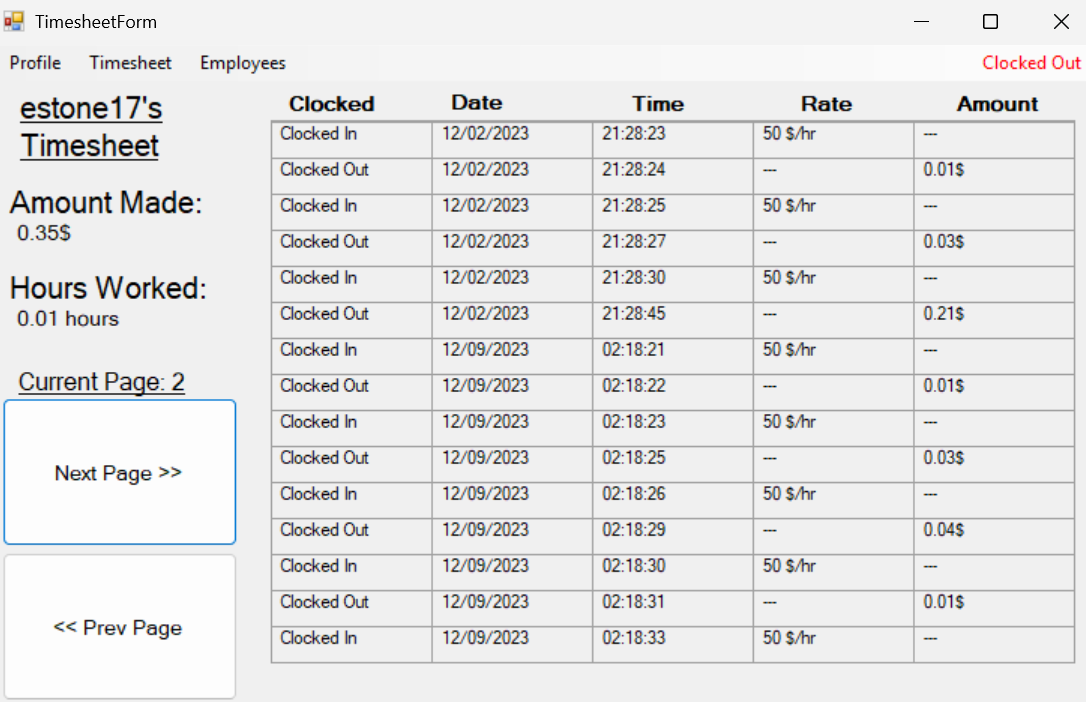 TimesheetForm
Profile Timesheet Employees Clocked Out
estone17's
Timesheet
Amount Made:
0.35$
Hours Worked:
0.01 hours
Current Page: 2
Next Page >>
<< Prev Page
Clocked Date Time Rate Amount
Clocked In 12/02/2023 21:28:23 50 $/hr ---
Clocked Out 12/02/2023 21:28:24 --- 0.01$
Clocked In 12/02/2023 21:28:25 50 $/hr ---
Clocked Out 12/02/2023 21:28:27 --- 0.03$
Clocked In 12/02/2023 21:28:30 50 $/hr ---
Clocked Out 12/02/2023 21:28:45 --- 0.21$
Clocked In 12/09/2023 02:18:21 50 $/hr ---
Clocked Out 12/09/2023 02:18:22 --- 0.01$
Clocked In 12/09/2023 02:18:23 50 $/hr ---
Clocked Out 12/09/2023 02:18:25 --- 0.03$
Clocked In 12/09/2023 02:18:26 50 $/hr ---
Clocked Out 12/09/2023 02:18:29 --- 0.04$
Clocked In 12/09/2023 02:18:30 50 $/hr ---
Clocked Out 12/09/2023 02:18:31 --- 0.01$
Clocked In 12/09/2023 02:18:33 50 $/hr ---